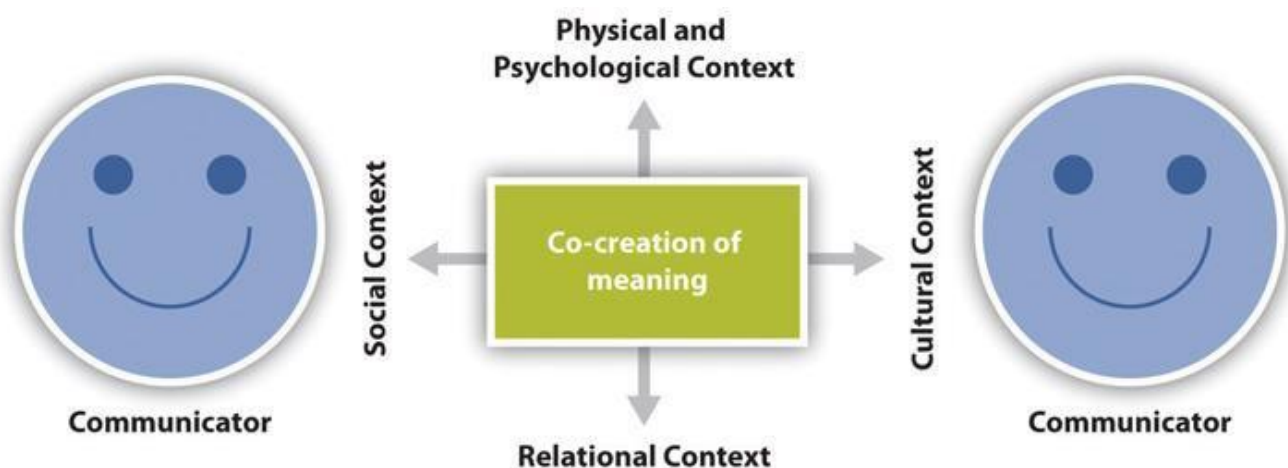 Physical and
Psychological Context
Social Context
Co-creation of
meaning
Cultural Context
Communicator
Communicator
Relational Context